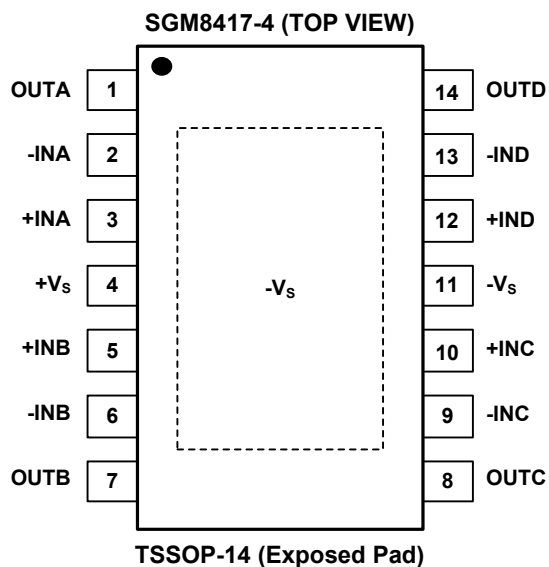 SGM8417-4 (TOP VIEW)
OUTA 1 14 OUTD
-INA 2 13 -IND
+INA 3 12 +IND
+VS 4 -VS 11 -VS
+INB 5 10 +INC
-INB 6 9 -INC
OUTB 7 8 OUTC
TSSOP-14 (Exposed Pad)